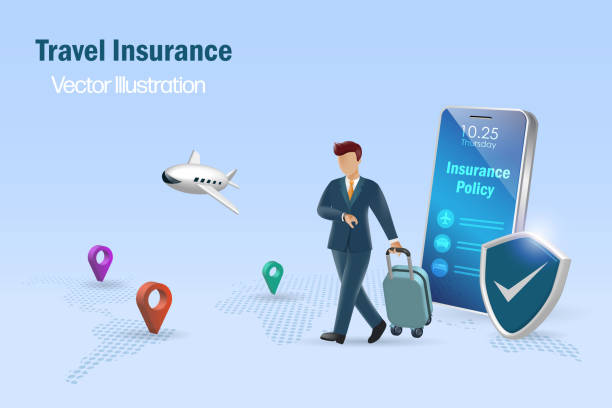 Travel Insurance
Vector Illustration
10.25
Thursday
Insurance
Policy